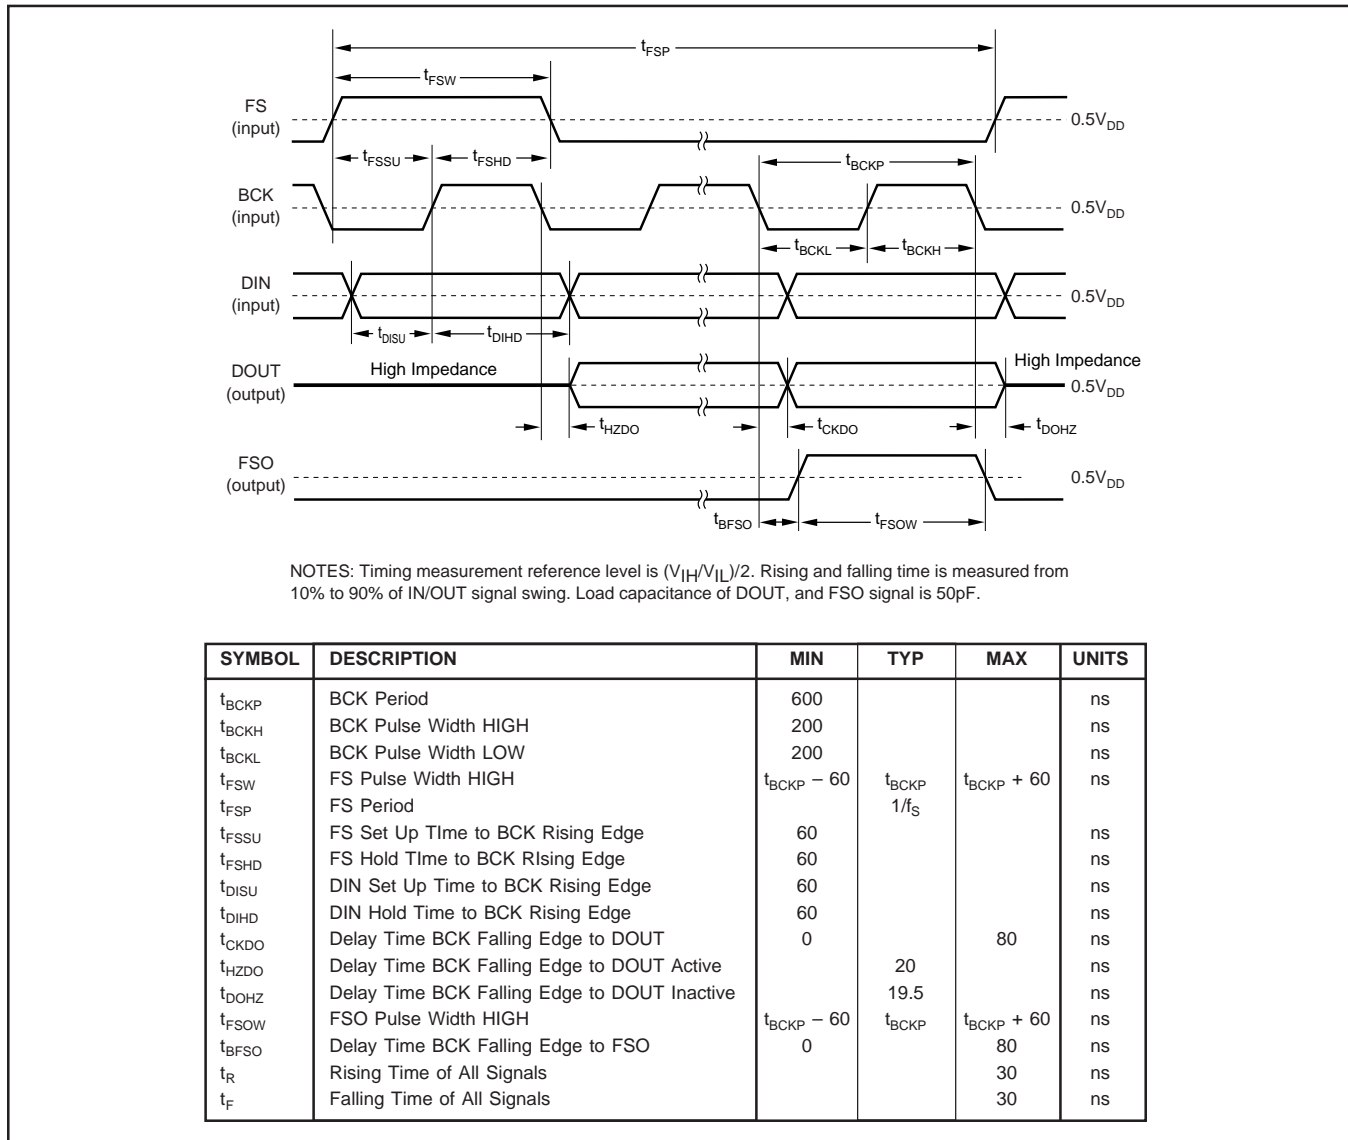 tFSP
tFSW
FS
(input)
0.5VDD
tFSSU
tFSHD
tBCKP
BCK
(input)
0.5VDD
tBCKL
tBCKH
DIN
(input)
0.5VDD
tDISU
tDIHD
DOUT
(output)
High Impedance
High Impedance
0.5VDD
tHZDO
tCKDO
tDOHZ
FSO
(output)
0.5VDD
tBFSO
tFSOW
NOTES: Timing measurement reference level is (VIH/VIL)/2. Rising and falling time is measured from
10% to 90% of IN/OUT signal swing. Load capacitance of DOUT, and FSO signal is 50pF.
SYMBOL DESCRIPTION MIN TYP MAX UNITS
tBCKP BCK Period 600 ns
tBCKH BCK Pulse Width HIGH 200 ns
tBCKL BCK Pulse Width LOW 200 ns
tFSW FS Pulse Width HIGH tBCKP – 60 tBCKP tBCKP + 60 ns
tFSP FS Period 1/fS
tFSSU FS Set Up TIme to BCK Rising Edge 60 ns
tFSHD FS Hold TIme to BCK RIsing Edge 60 ns
tDISU DIN Set Up Time to BCK Rising Edge 60 ns
tDIHD DIN Hold Time to BCK Rising Edge 60 ns
tCKDO Delay Time BCK Falling Edge to DOUT 0 80 ns
tHZDO Delay Time BCK Falling Edge to DOUT Active 20 ns
tDOHZ Delay Time BCK Falling Edge to DOUT Inactive 19.5 ns
tFSOW FSO Pulse Width HIGH tBCKP – 60 tBCKP tBCKP + 60 ns
tBFSO Delay Time BCK Falling Edge to FSO 0 80 ns
tR Rising Time of All Signals 30 ns
tF Falling Time of All Signals 30 ns